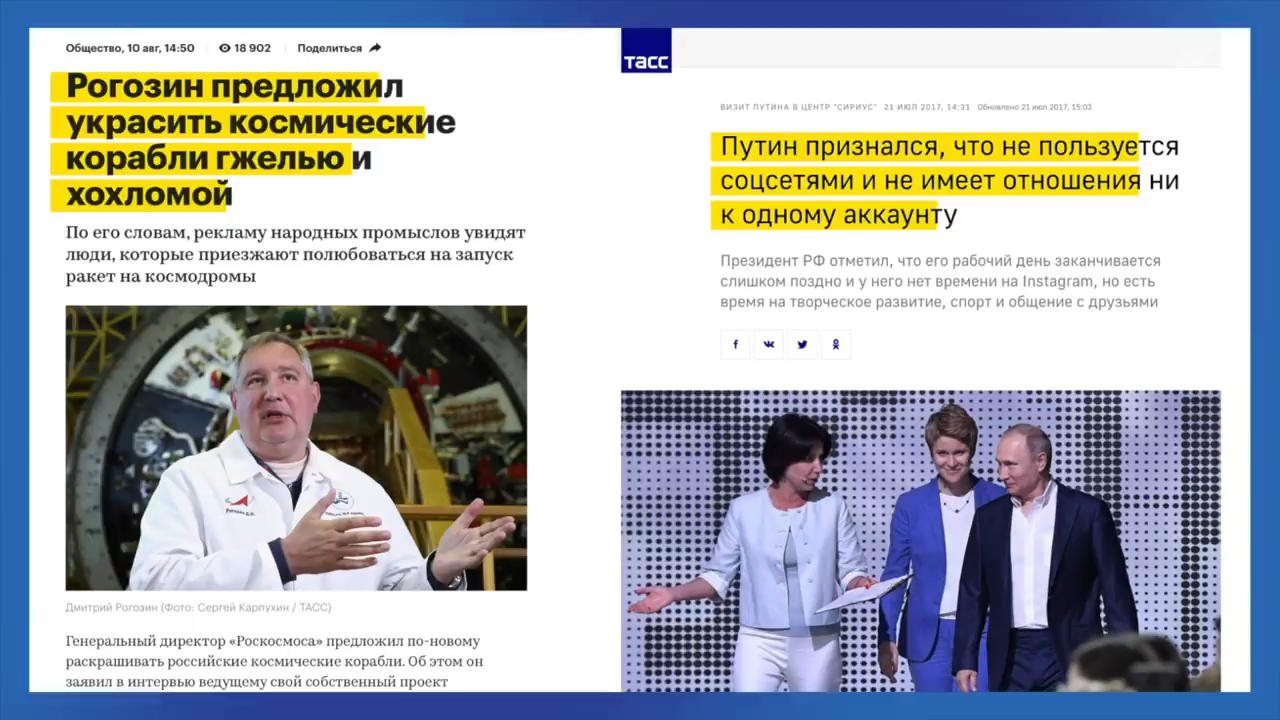 Общество, 10 авг, 14:50 18 902 Поделиться
Рогозин предложил
украсить космические
корабли гжелью и
хохломой
По его словам, рекламу народных промыслов увидят
люди, которые приезжают полюбоваться на запуск
ракет на космодромы
Дмитрий Рогозин (Фото: Сергей Карпухин / ТАСС)
Генеральный директор «Роскосмоса» предложил по-новому
раскрашивать российские космические корабли. Об этом он
заявил в интервью ведущему свой собственный проект
ТАСС
ВИЗИТ ПУТИНА В ЦЕНТР "СИРИУС" 21 ИЮЛ 2017, 14:31 Обновлено 21 июл 2017, 15:03
Путин признался, что не пользуется
соцсетями и не имеет отношения ни
к одному аккаунту
Президент РФ отметил, что его рабочий день заканчивается
слишком поздно и у него нет времени на Instagram, но есть
время на творческое развитие, спорт и общение с друзьями